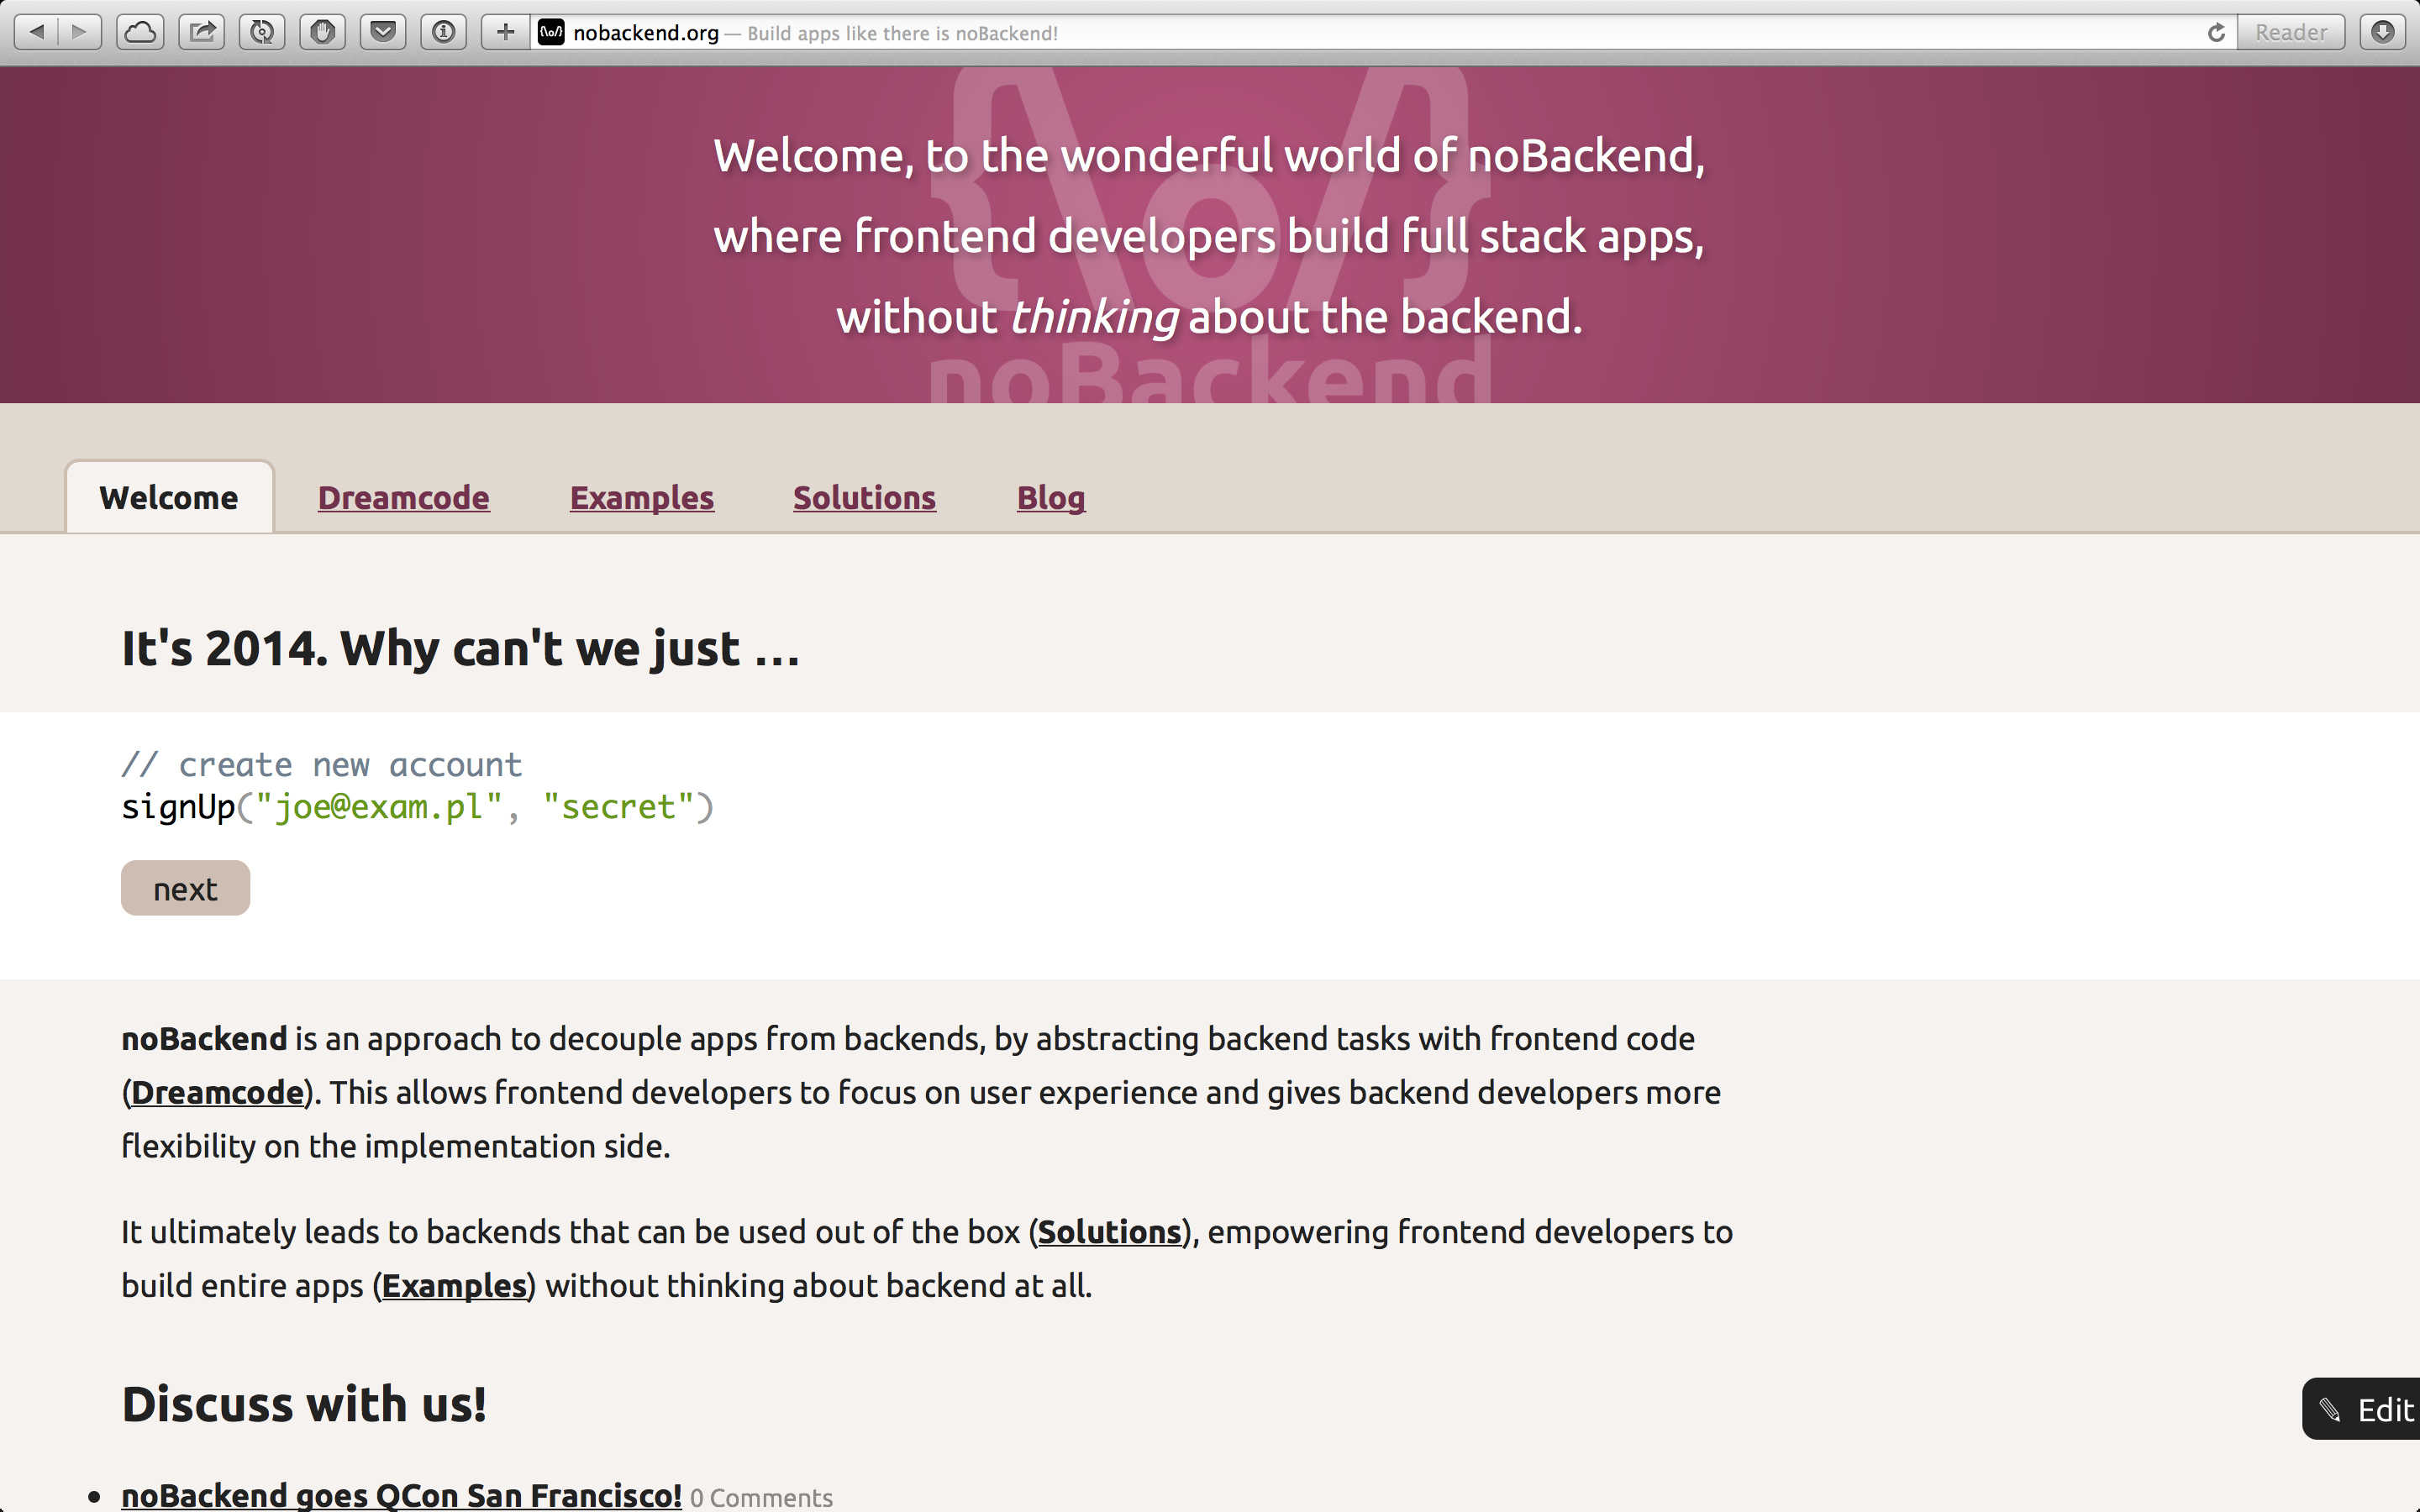 {\o/} nobackend.org — Build apps like there is noBackend! Reader
{\o/}
Welcome, to the wonderful world of noBackend,
where frontend developers build full stack apps,
without thinking about the backend.
noBackend
Welcome Dreamcode Examples Solutions Blog
It's 2014. Why can't we just ...
// create new account
signUp("joe@exam.pl", "secret")
next
noBackend is an approach to decouple apps from backends, by abstracting backend tasks with frontend code
(Dreamcode). This allows frontend developers to focus on user experience and gives backend developers more
flexibility on the implementation side.
It ultimately leads to backends that can be used out of the box (Solutions), empowering frontend developers to
build entire apps (Examples) without thinking about backend at all.
Discuss with us!
✎ Edit
• noBackend goes QCon San Francisco! 0 Comments